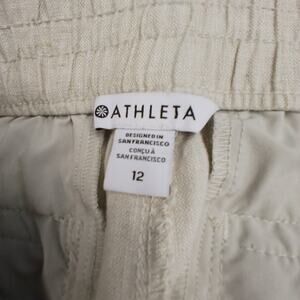 ATHLETA
DESIGNED IN
SAN FRANCISCO
CONÇU À
SAN FRANCISCO
12